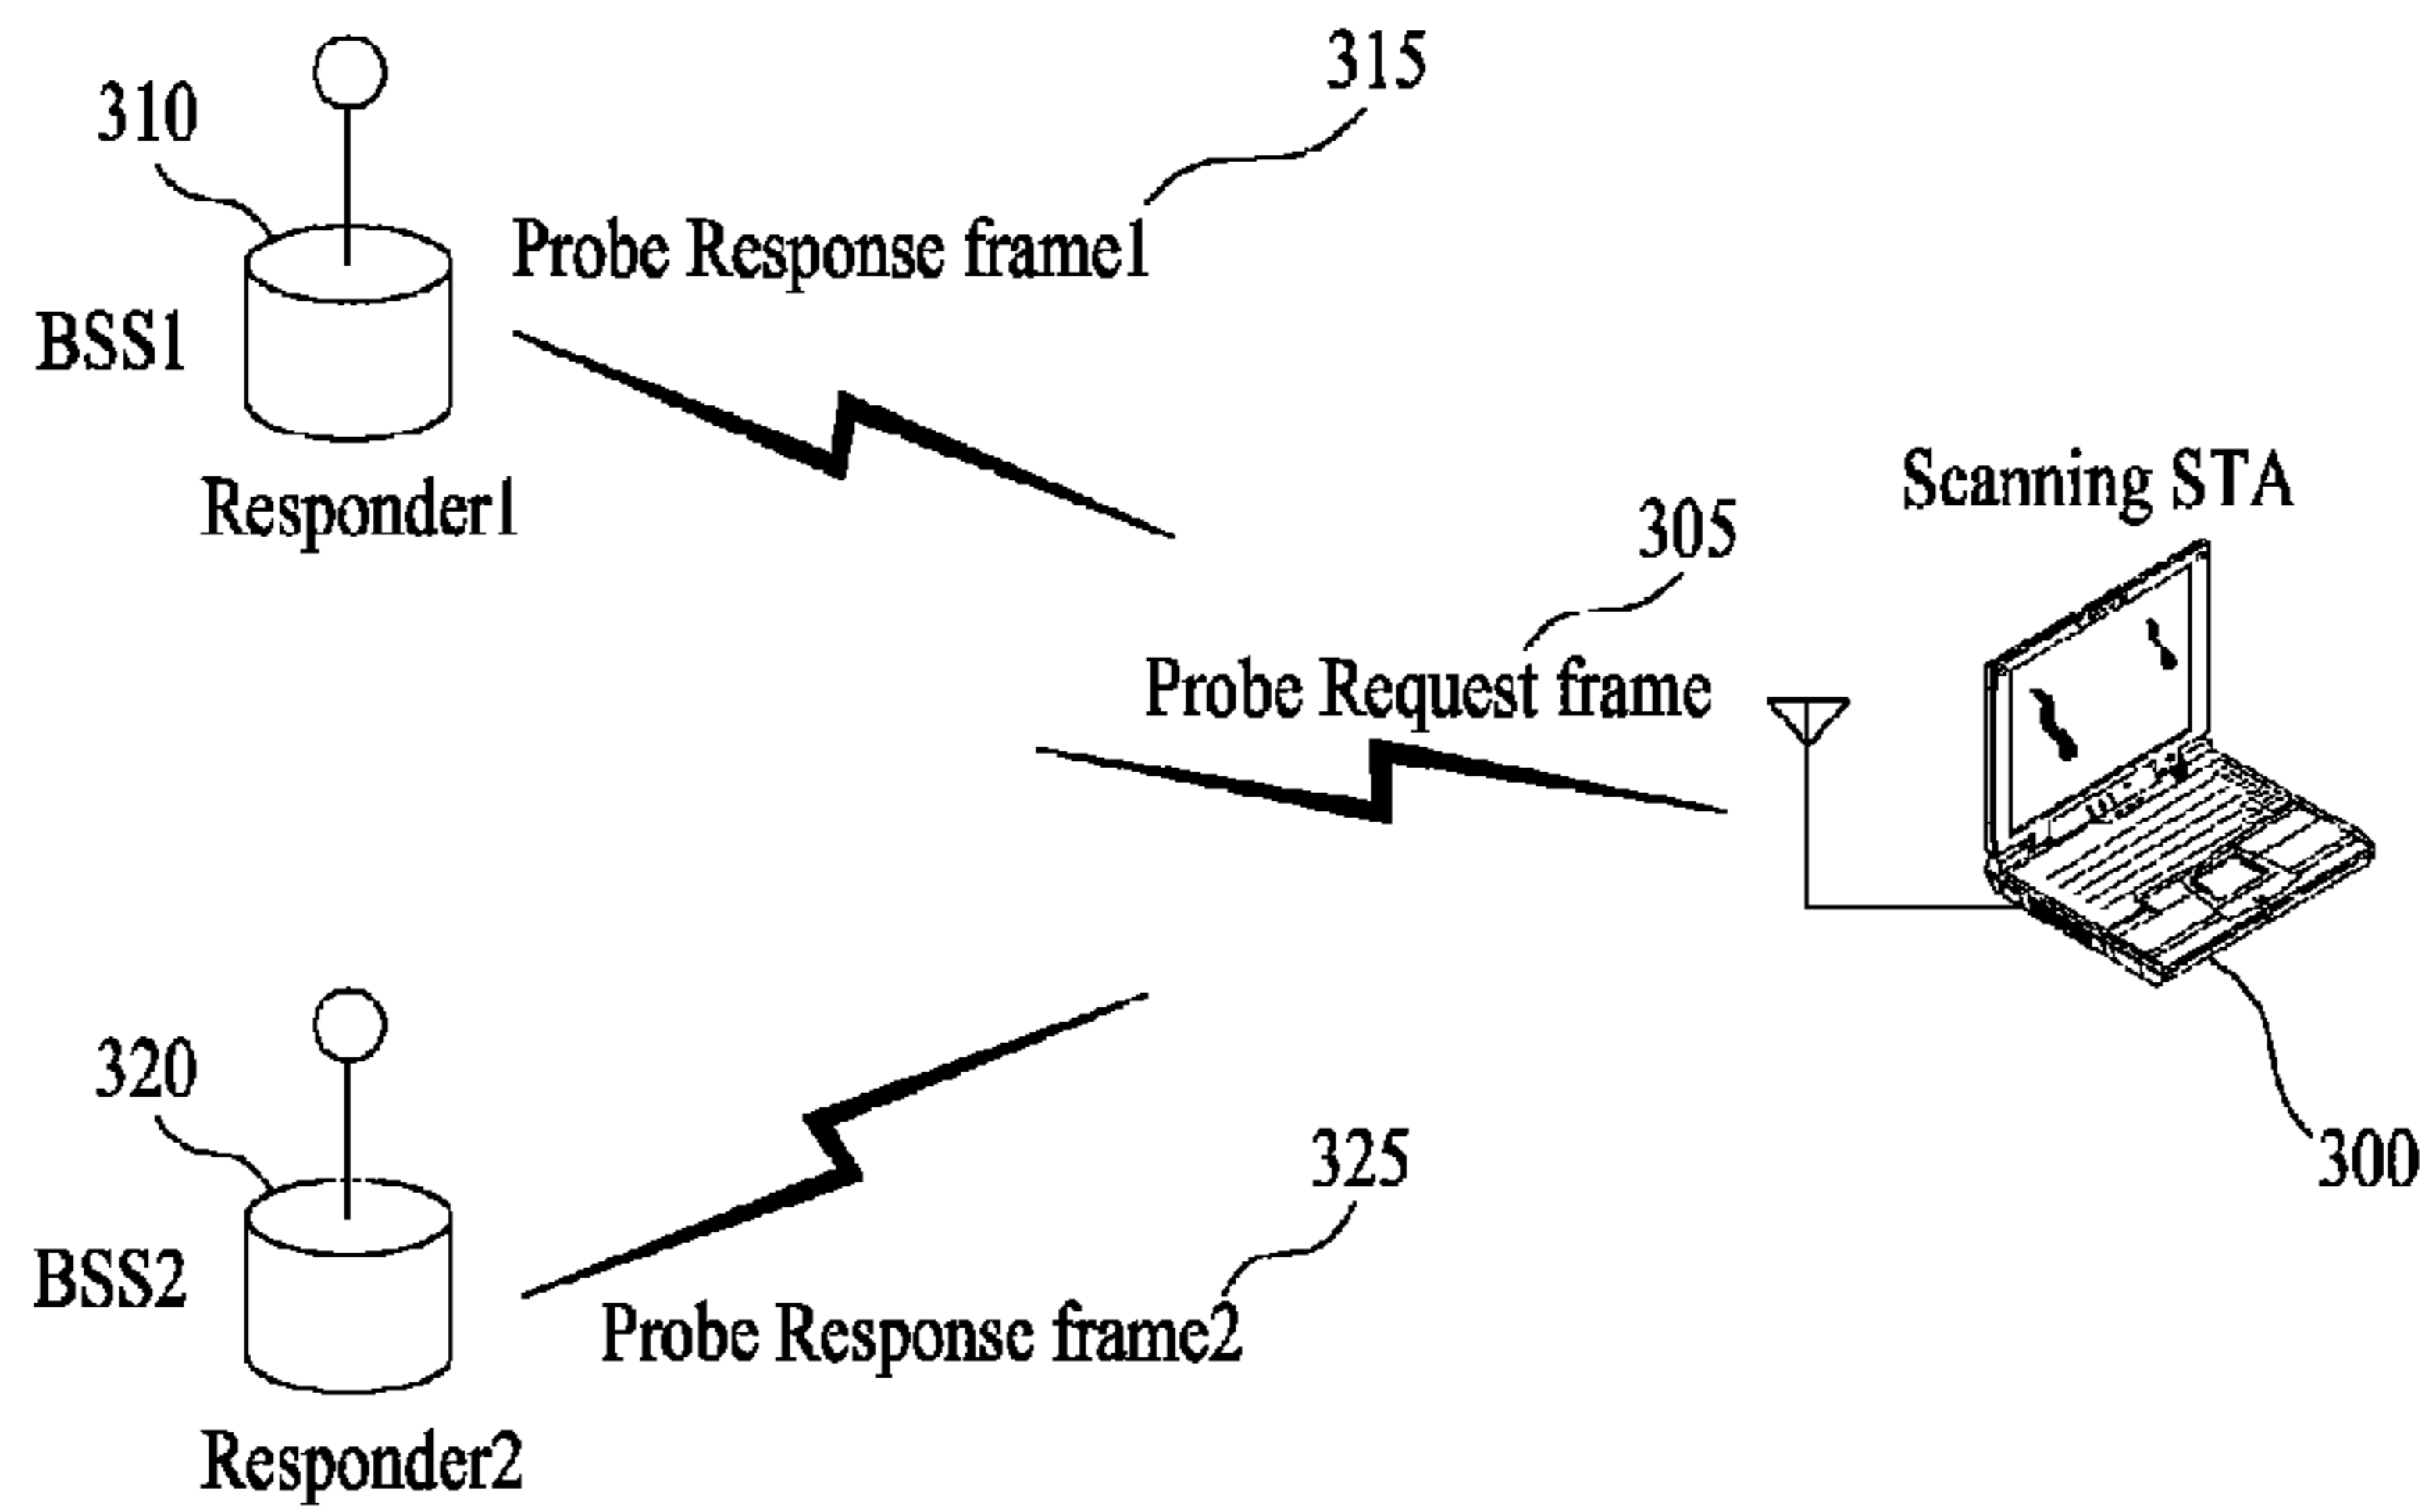 315
310
Probe Response frame1
BSS1
Responder1
Scanning STA
305
Probe Request frame
320
325
300
BSS2
Probe Response frame2
Responder2